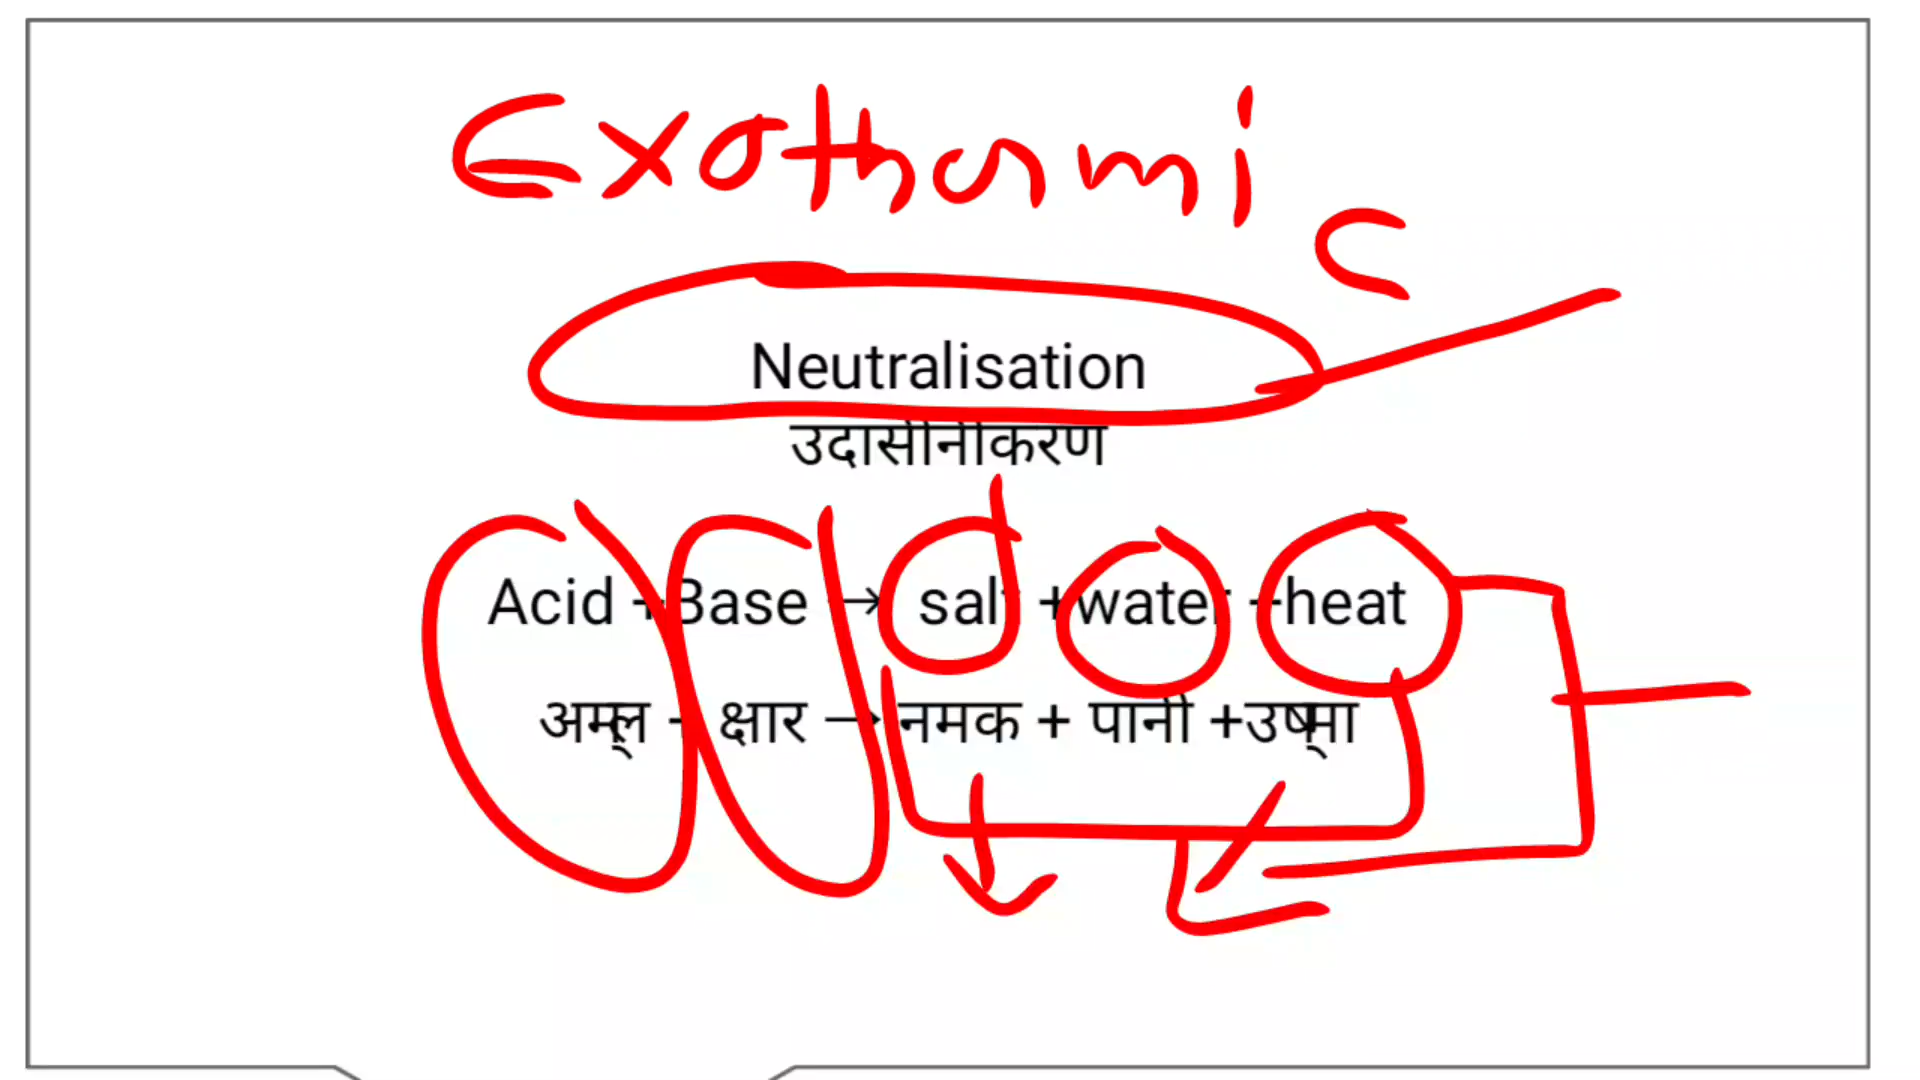 Exothermic
Neutralisation
उदासीनीकरण
Acid + Base → salt + water + heat
अम्ल + क्षार → नमक + पानी +उष्मा